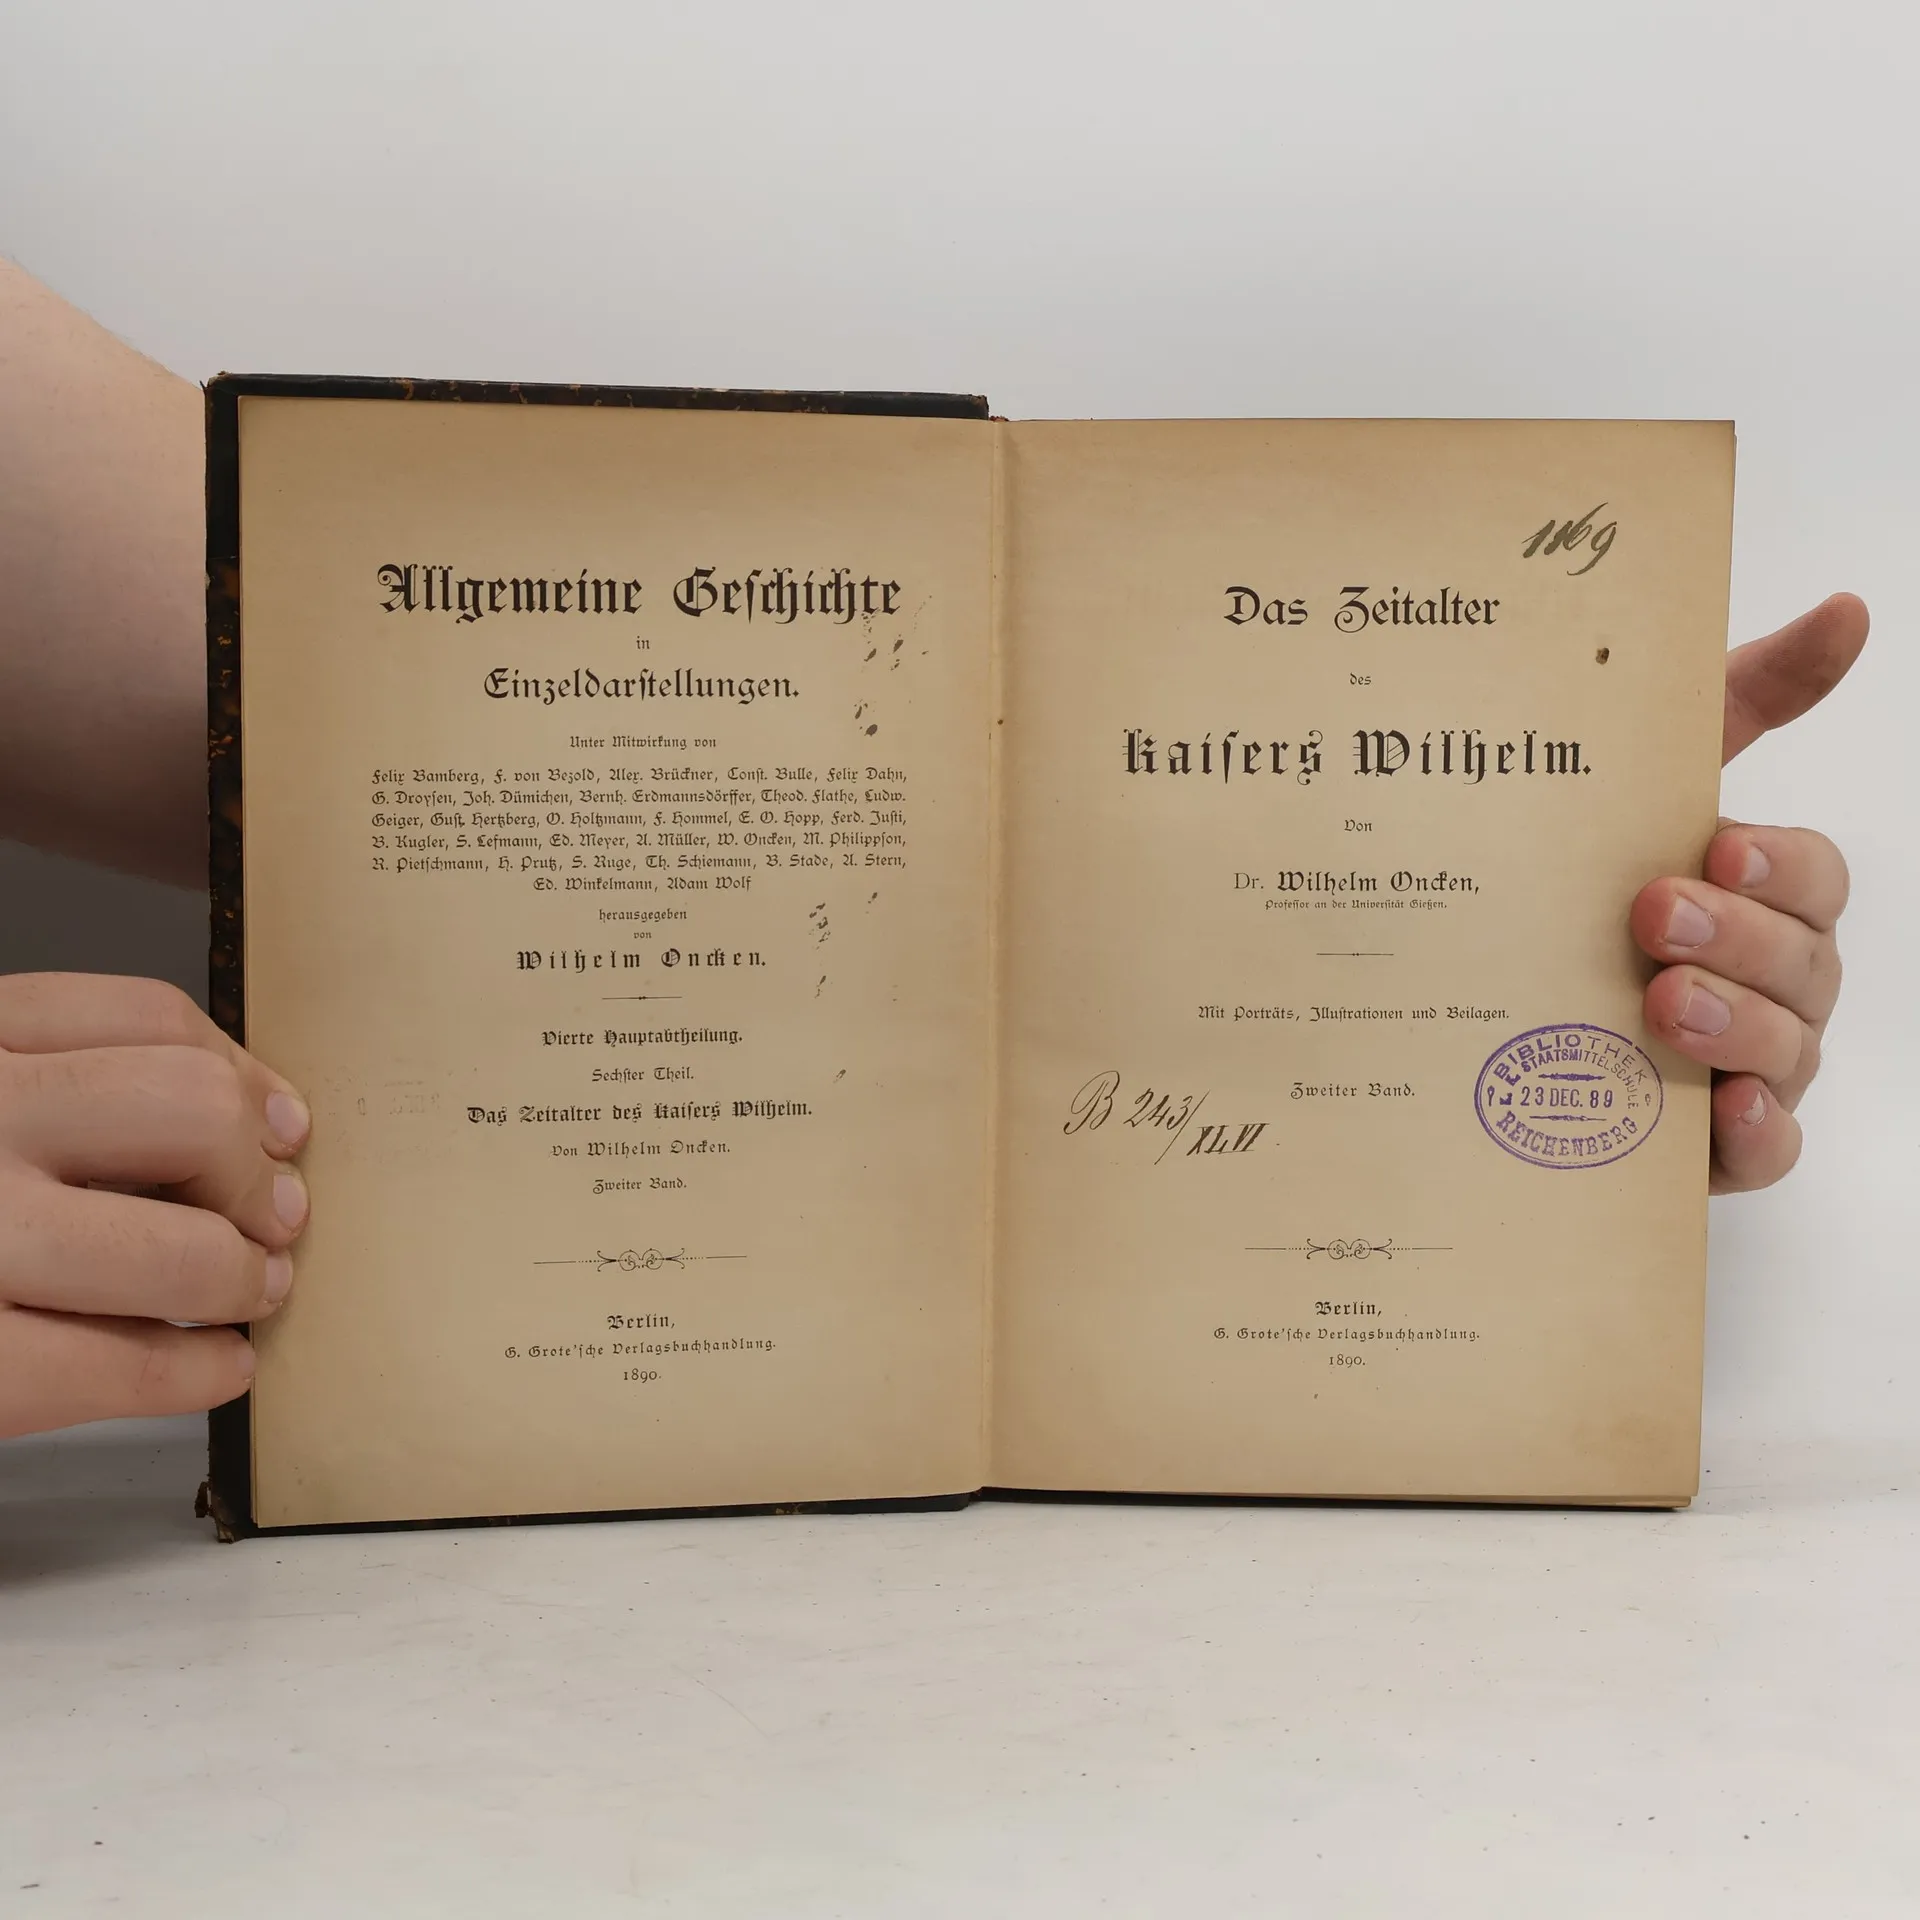 Allgemeine Geschichte
in
Einzeldarstellungen.
Unter Mitwirkung von
Felix Bamberg, F. von Bezold, Alex. Brückner, Const. Bulle, Felix Dahn,
G. Droysen, Joh. Dümichen, Bernh. Erdmannsdörffer, Theod. Flathe, Ludw.
Geiger, Gust. Hertzberg, O. Holtzmann, F. Hommel, E. O. Hopp, Ferd. Justi,
B. Kugler, S. Lefmann, Ed. Meyer, A. Müller, W. Oncken, M. Philippson,
R. Pietschmann, H. Prutz, S. Ruge, Th. Schiemann, B. Stade, A. Stern,
Ed. Winkelmann, Adam Wolf
herausgegeben
von
Wilhelm Oncken.
Vierte Hauptabtheilung.
Sechster Theil.
Das Zeitalter des Kaisers Wilhelm.
Von Wilhelm Oncken.
Zweiter Band.
Berlin,
G. Grote'sche Verlagsbuchhandlung.
1890.
1169
Das Zeitalter
des
Kaisers Wilhelm.
Von
Dr. Wilhelm Oncken,
Professor an der Universität Gießen.
Mit Porträts, Illustrationen und Beilagen.
Zweiter Band.
B 243/XLVI
BIBLIOTHEK
STAATSMITTELSCHULE
23 DEC. 89
REICHENBERG
Berlin,
G. Grote'sche Verlagsbuchhandlung.
1890.